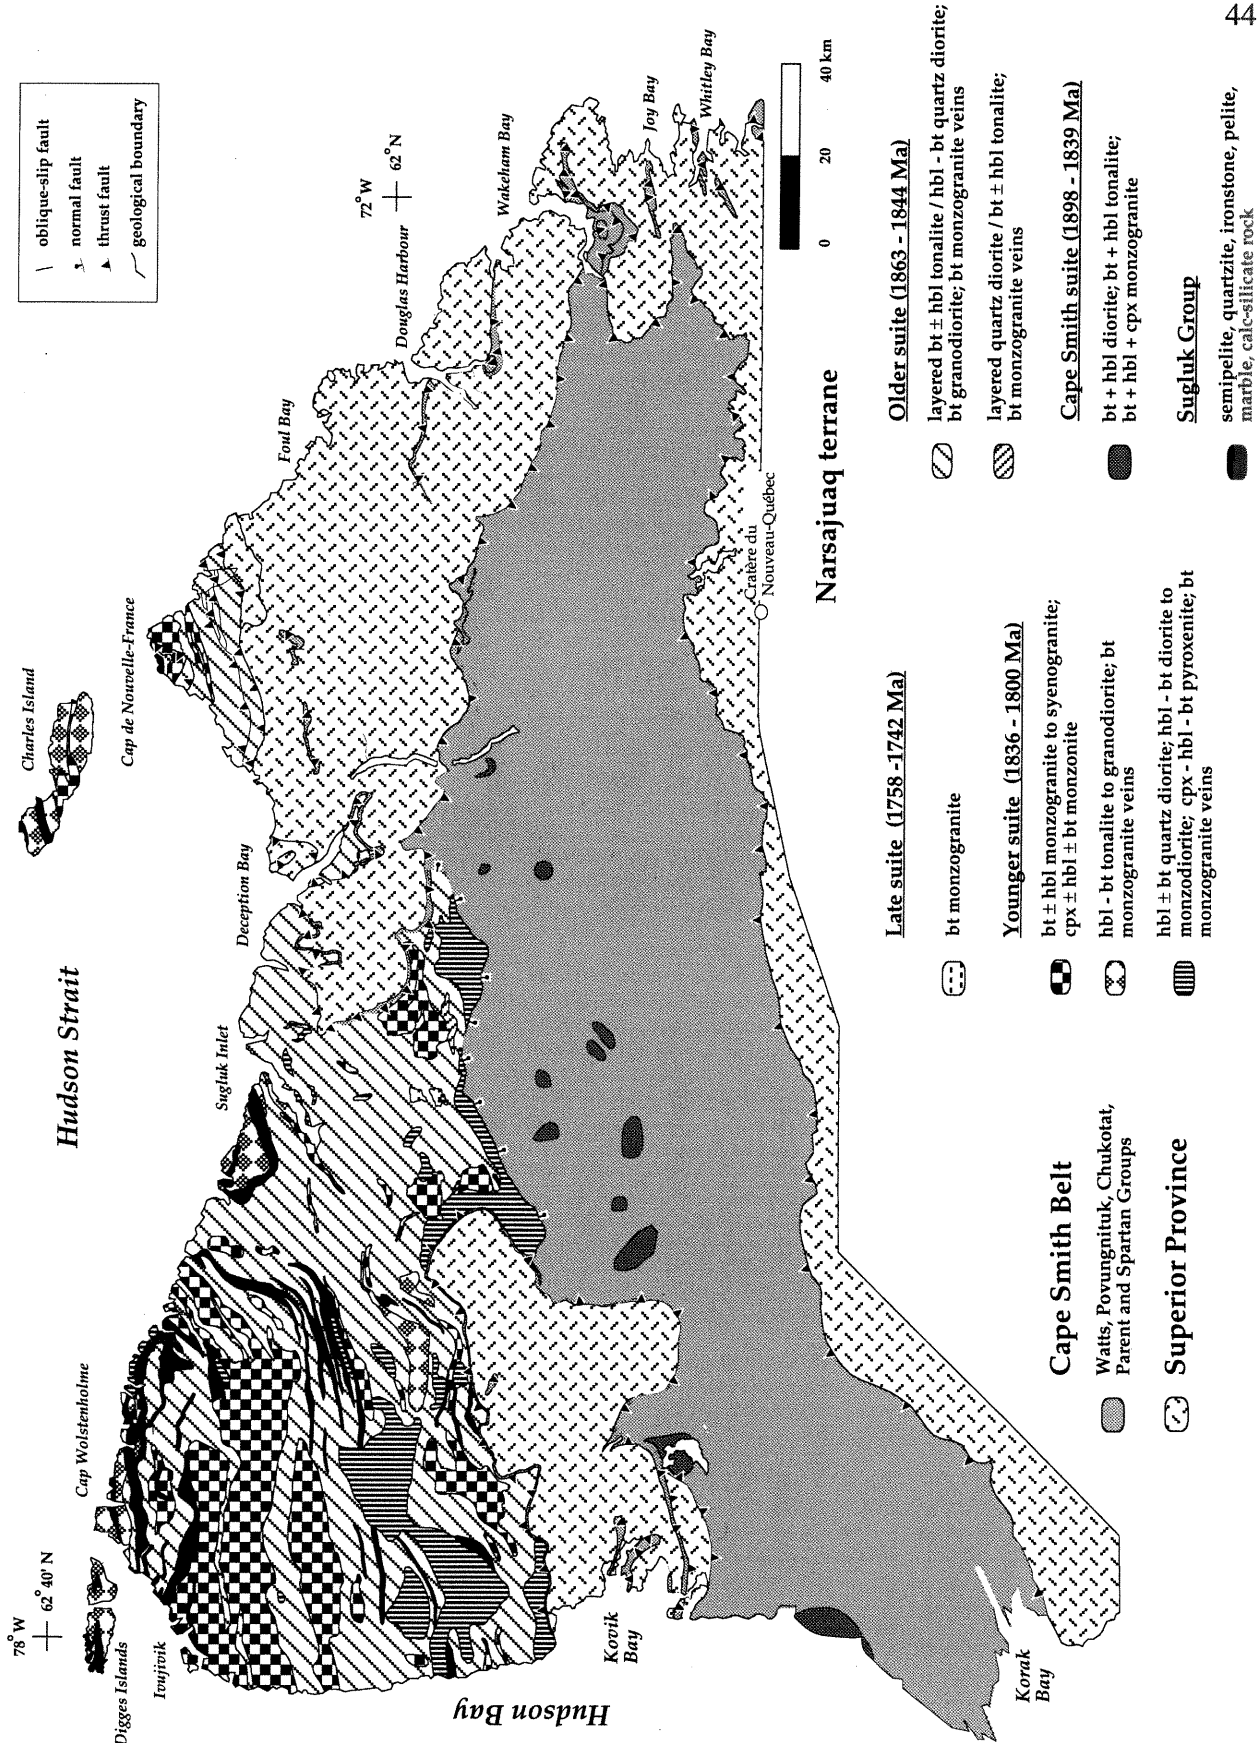 44
oblique-slip fault
normal fault
thrust fault
geological boundary
78°W
62°40' N
72°W
62°N
Hudson Strait
Hudson Bay
Digges Islands
Ivujivik
Cap Wolstenholme
Sugluk Inlet
Deception Bay
Charles Island
Cap de Nouvelle-France
Foul Bay
Douglas Harbour
Wakeham Bay
Joy Bay
Whitley Bay
Kovik
Bay
Korak
Bay
Cratère du
Nouveau-Québec
0
20
40 km
Cape Smith Belt
Watts, Povungnituk, Chukotat,
Parent and Spartan Groups
Superior Province
Narsajuaq terrane
Late suite (1758 -1742 Ma)
bt monzogranite
Younger suite (1836 - 1800 Ma)
bt ± hbl monzogranite to syenogranite;
cpx ± hbl ± bt monzonite
hbl - bt tonalite to granodiorite; bt
monzogranite veins
hbl ± bt quartz diorite; hbl - bt diorite to
monzodiorite; cpx - hbl - bt pyroxenite; bt
monzogranite veins
Older suite (1863 - 1844 Ma)
layered bt ± hbl tonalite / hbl - bt quartz diorite;
bt granodiorite; bt monzogranite veins
layered quartz diorite / bt ± hbl tonalite;
bt monzogranite veins
Cape Smith suite (1898 - 1839 Ma)
bt + hbl diorite; bt + hbl tonalite;
bt + hbl + cpx monzogranite
Sugluk Group
semipelite, quartzite, ironstone, pelite,
marble, calc-silicate rock